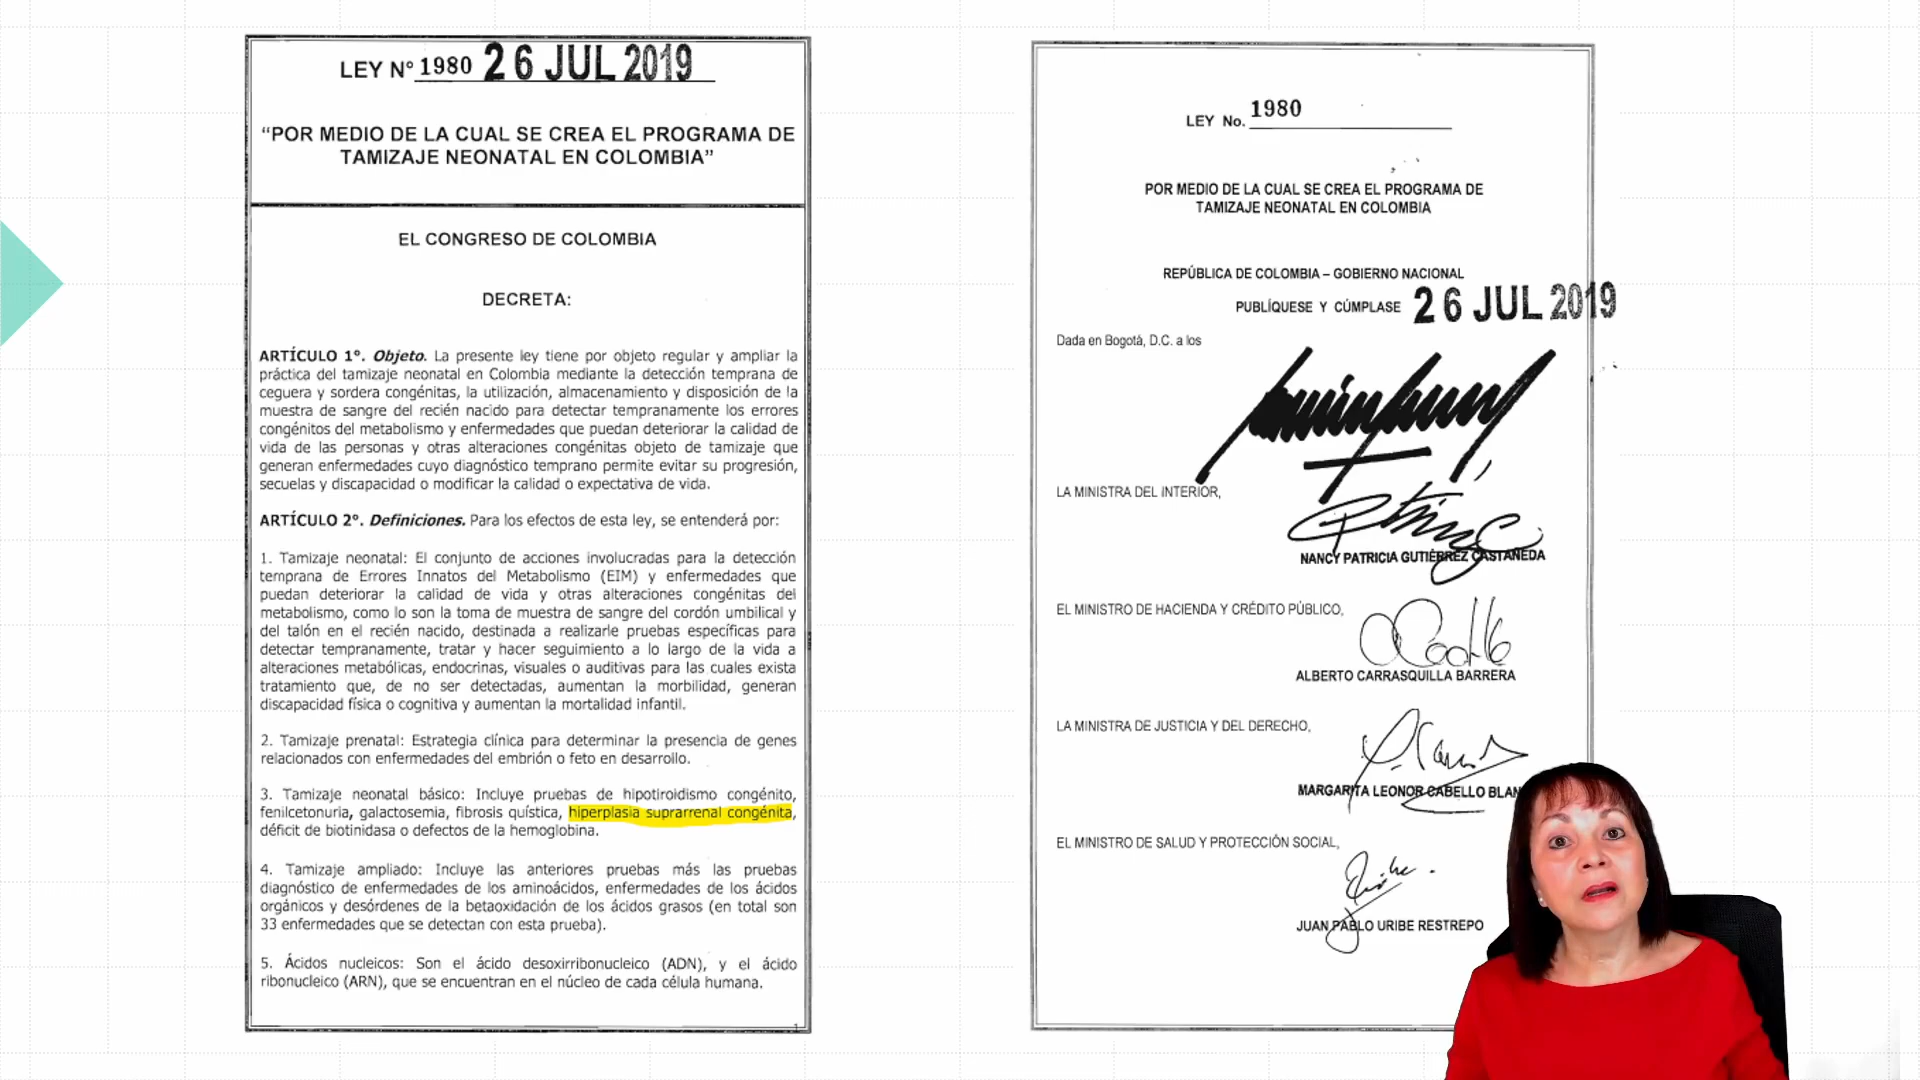 LEY N° 1980 26 JUL 2019
“POR MEDIO DE LA CUAL SE CREA EL PROGRAMA DE
TAMIZAJE NEONATAL EN COLOMBIA”
EL CONGRESO DE COLOMBIA
DECRETA:
ARTÍCULO 1°. Objeto. La presente ley tiene por objeto regular y ampliar la
práctica del tamizaje neonatal en Colombia mediante la detección temprana de
ceguera y sordera congénitas, la utilización, almacenamiento y disposición de la
muestra de sangre del recién nacido para detectar tempranamente los errores
congénitos del metabolismo y enfermedades que puedan deteriorar la calidad de
vida de las personas y otras alteraciones congénitas objeto de tamizaje que
generan enfermedades cuyo diagnóstico temprano permite evitar su progresión,
secuelas y discapacidad o modificar la calidad o expectativa de vida.
ARTÍCULO 2°. Definiciones. Para los efectos de esta ley, se entenderá por:
1. Tamizaje neonatal: El conjunto de acciones involucradas para la detección
temprana de Errores Innatos del Metabolismo (EIM) y enfermedades que
puedan deteriorar la calidad de vida y otras alteraciones congénitas del
metabolismo, como lo son la toma de muestra de sangre del cordón umbilical y
del talón en el recién nacido, destinada a realizarle pruebas específicas para
detectar tempranamente, tratar y hacer seguimiento a lo largo de la vida a
alteraciones metabólicas, endocrinas, visuales o auditivas para las cuales exista
tratamiento que, de no ser detectadas, aumentan la morbilidad, generan
discapacidad física o cognitiva y aumentan la mortalidad infantil.
2. Tamizaje prenatal: Estrategia clínica para determinar la presencia de genes
relacionados con enfermedades del embrión o feto en desarrollo.
3. Tamizaje neonatal básico: Incluye pruebas de hipotiroidismo congénito,
fenilcetonuria, galactosemia, fibrosis quística, hiperplasia suprarrenal congénita,
déficit de biotinidasa o defectos de la hemoglobina.
4. Tamizaje ampliado: Incluye las anteriores pruebas más las pruebas
diagnóstico de enfermedades de los aminoácidos, enfermedades de los ácidos
orgánicos y desórdenes de la betaoxidación de los ácidos grasos (en total son
33 enfermedades que se detectan con esta prueba).
5. Ácidos nucleicos: Son el ácido desoxirribonucleico (ADN), y el ácido
ribonucleico (ARN), que se encuentran en el núcleo de cada célula humana.
1
LEY No. 1980
POR MEDIO DE LA CUAL SE CREA EL PROGRAMA DE
TAMIZAJE NEONATAL EN COLOMBIA
REPÚBLICA DE COLOMBIA – GOBIERNO NACIONAL
PUBLÍQUESE Y CÚMPLASE 26 JUL 2019
Dada en Bogotá, D.C. a los
LA MINISTRA DEL INTERIOR,
NANCY PATRICIA GUTIÉRREZ CASTAÑEDA
EL MINISTRO DE HACIENDA Y CRÉDITO PÚBLICO,
ALBERTO CARRASQUILLA BARRERA
LA MINISTRA DE JUSTICIA Y DEL DERECHO,
MARGARITA LEONOR CABELLO BLAN
EL MINISTRO DE SALUD Y PROTECCIÓN SOCIAL,
JUAN PABLO URIBE RESTREPO